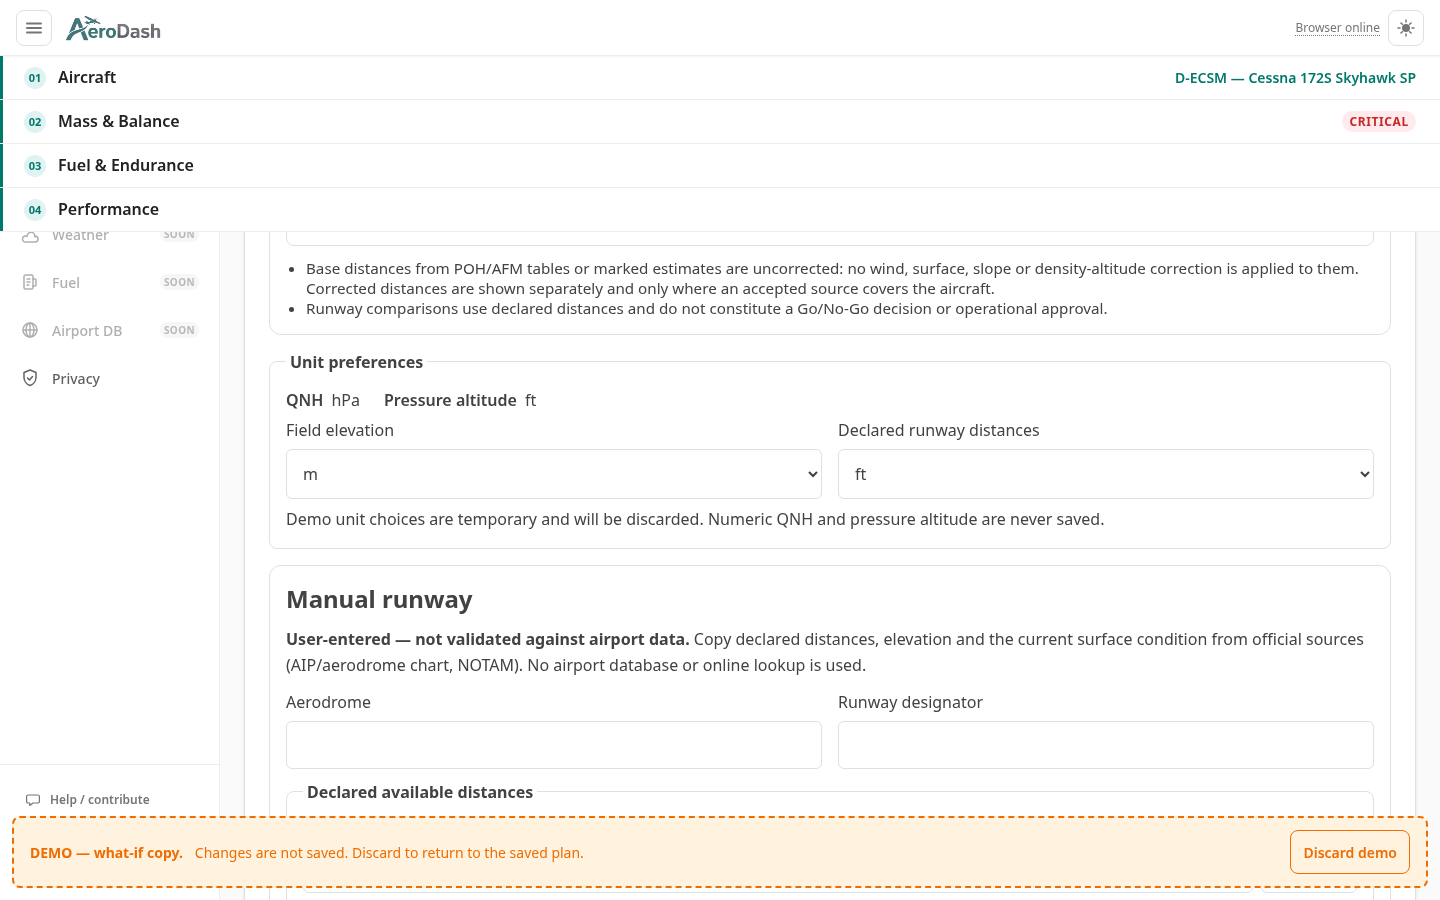 AeroDash
Browser online
01 Aircraft D-ECSM — Cessna 172S Skyhawk SP
02 Mass & Balance CRITICAL
03 Fuel & Endurance
04 Performance
Weather SOON
Fuel SOON
Airport DB SOON
Privacy
Help / contribute
• Base distances from POH/AFM tables or marked estimates are uncorrected: no wind, surface, slope or density-altitude correction is applied to them.
Corrected distances are shown separately and only where an accepted source covers the aircraft.
• Runway comparisons use declared distances and do not constitute a Go/No-Go decision or operational approval.
Unit preferences
QNH hPa Pressure altitude ft
Field elevation Declared runway distances
m ft
Demo unit choices are temporary and will be discarded. Numeric QNH and pressure altitude are never saved.
Manual runway
User-entered — not validated against airport data. Copy declared distances, elevation and the current surface condition from official sources
(AIP/aerodrome chart, NOTAM). No airport database or online lookup is used.
Aerodrome Runway designator
Declared available distances
DEMO — what-if copy. Changes are not saved. Discard to return to the saved plan. Discard demo